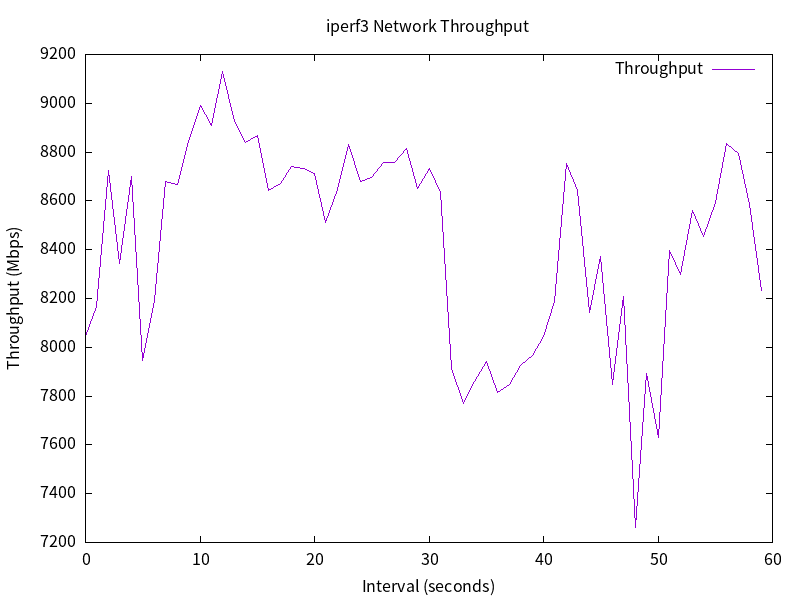 iperf3 Network Throughput
Throughput
9200
9000
8800
8600
8400
8200
8000
7800
7600
7400
7200
Throughput (Mbps)
0 10 20 30 40 50 60
Interval (seconds)